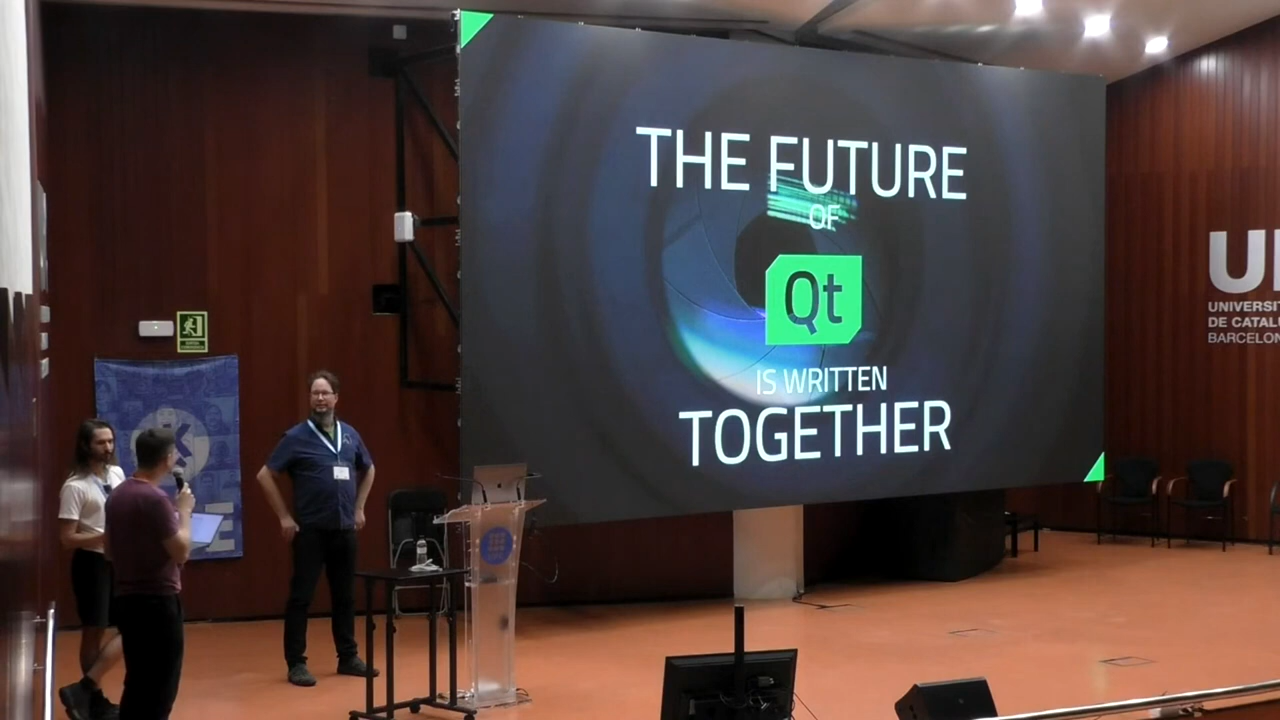 THE FUTURE
OF
Qt
IS WRITTEN
TOGETHER
U
UNIVERSIT
DE CATAL
BARCELON
K
E